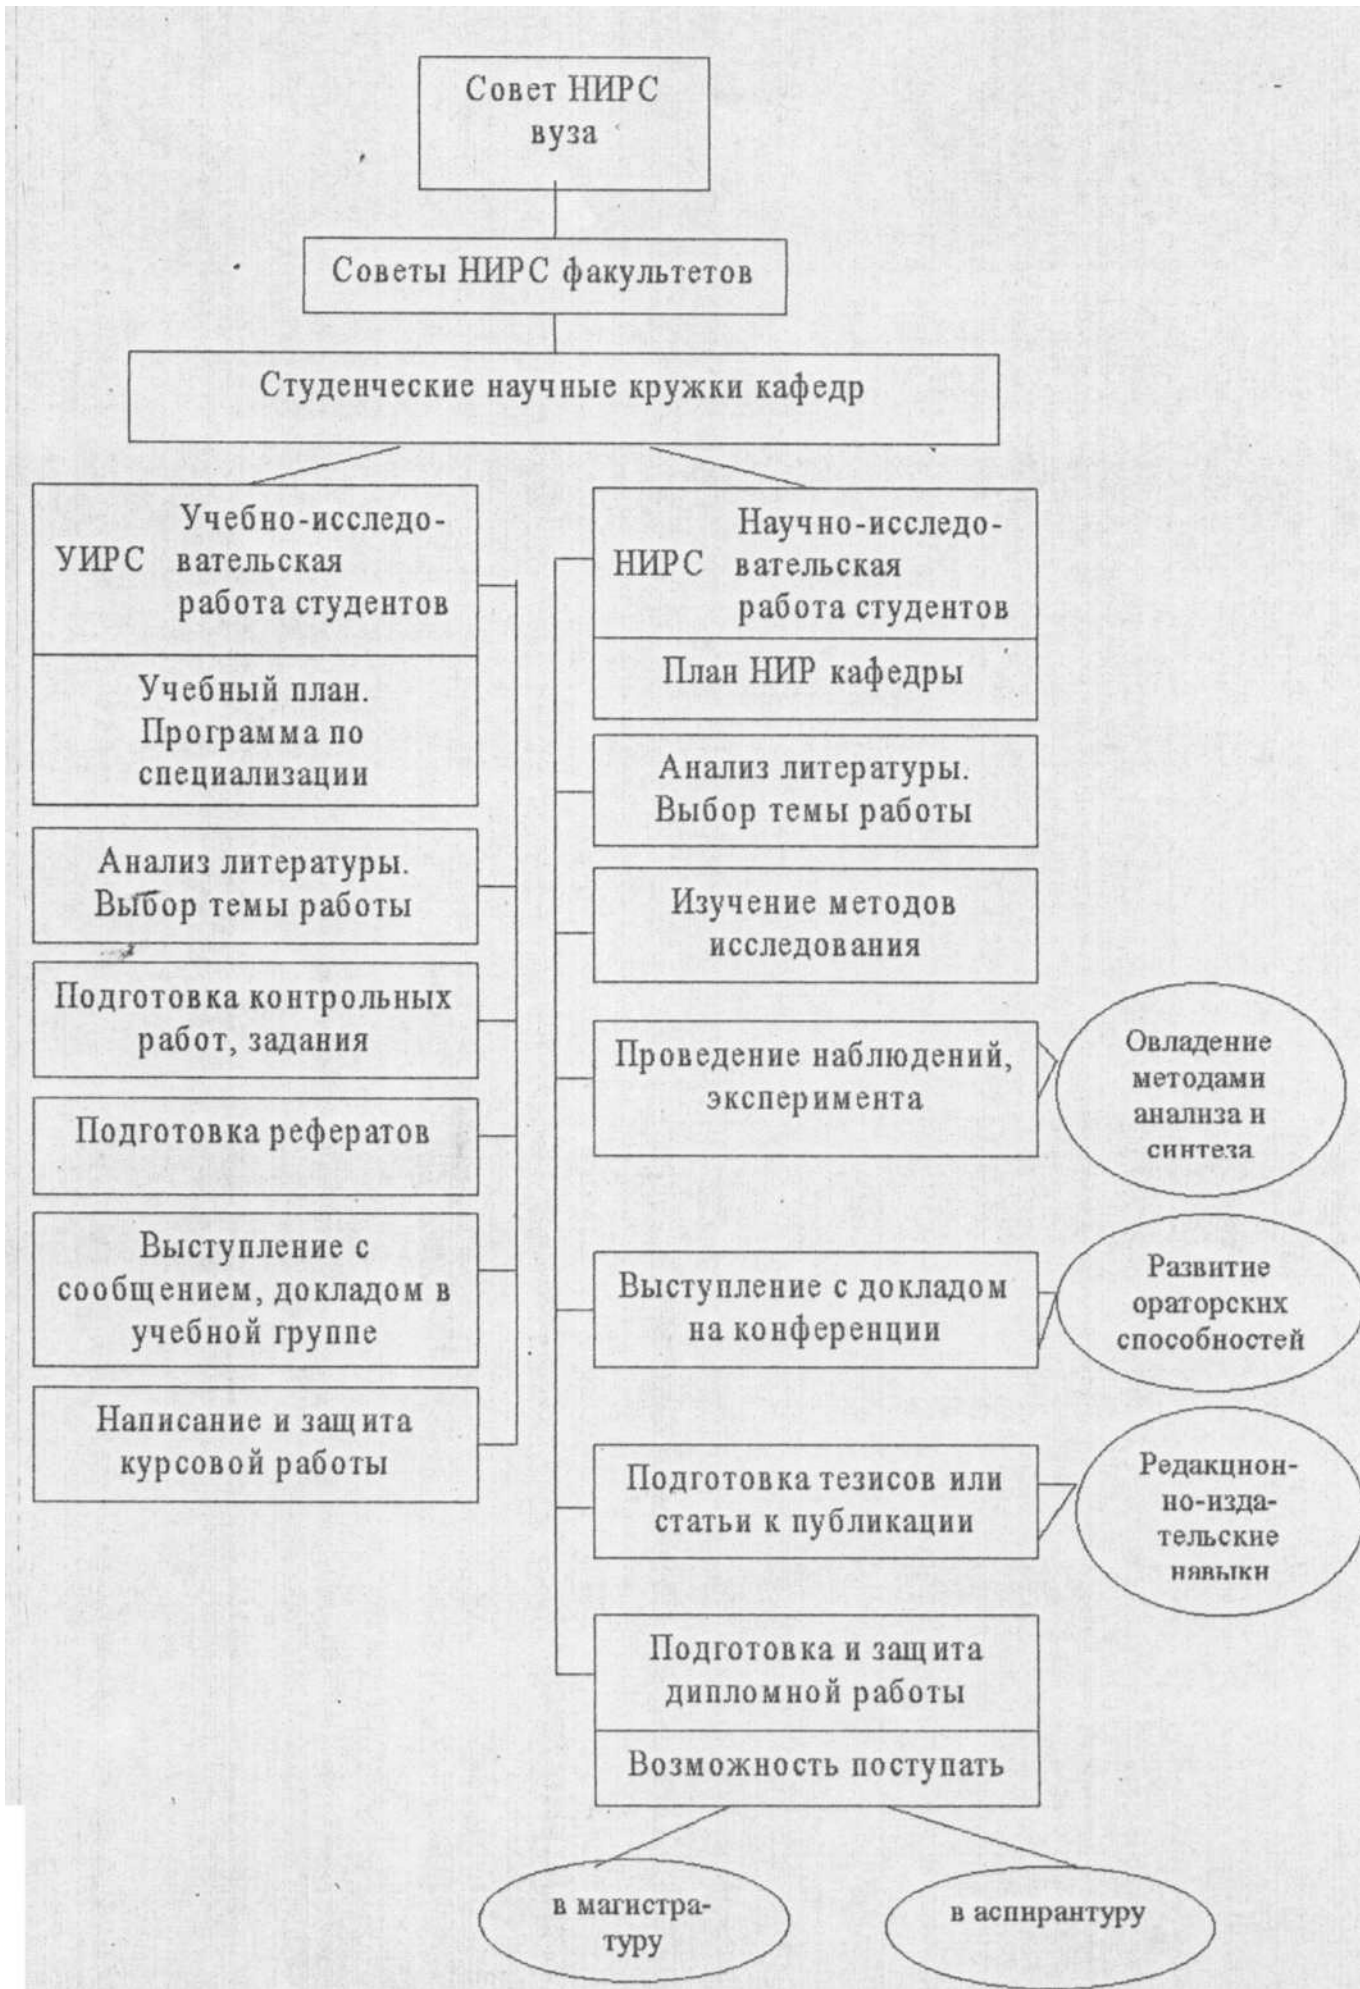 Совет НИРС
вуза
Советы НИРС факультетов
Студенческие научные кружки кафедр
Учебно-исследо-
УИРС вательская
работа студентов
Учебный план.
Программа по
специализации
Анализ литературы.
Выбор темы работы
Подготовка контрольных
работ, задания
Подготовка рефератов
Выступление с
сообщением, докладом в
учебной группе
Написание и защита
курсовой работы
Научно-исследо-
НИРС вательская
работа студентов
План НИР кафедры
Анализ литературы.
Выбор темы работы
Изучение методов
исследования
Проведение наблюдений,
эксперимента
Овладение
методами
анализа и
синтеза
Выступление с докладом
на конференции
Развитие
ораторских
способностей
Подготовка тезисов или
статьи к публикации
Редакцион-
но-изда-
тельские
навыки
Подготовка и защита
дипломной работы
Возможность поступать
в магистра-
туру
в аспирантуру